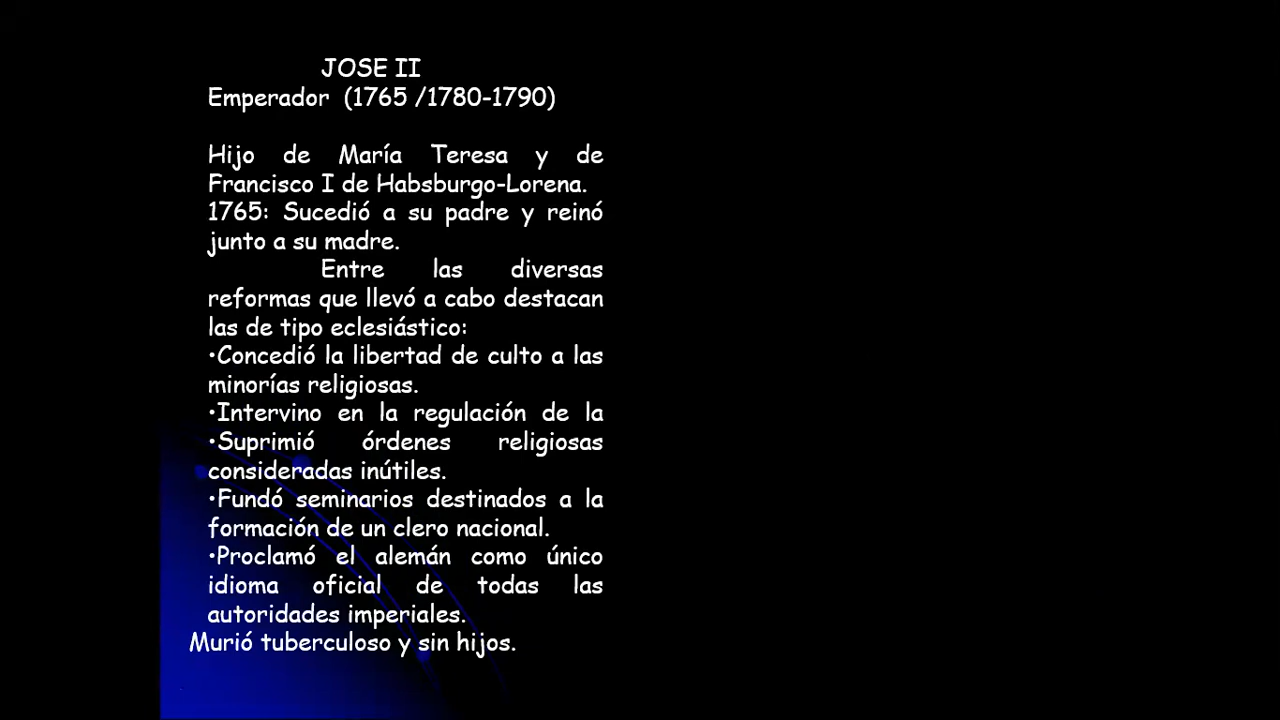 JOSE II
Emperador (1765 /1780-1790)
Hijo de María Teresa y de
Francisco I de Habsburgo-Lorena.
1765: Sucedió a su padre y reinó
junto a su madre.
Entre las diversas
reformas que llevó a cabo destacan
las de tipo eclesiástico:
•Concedió la libertad de culto a las
minorías religiosas.
•Intervino en la regulación de la
•Suprimió órdenes religiosas
consideradas inútiles.
•Fundó seminarios destinados a la
formación de un clero nacional.
•Proclamó el alemán como único
idioma oficial de todas las
autoridades imperiales.
Murió tuberculoso y sin hijos.